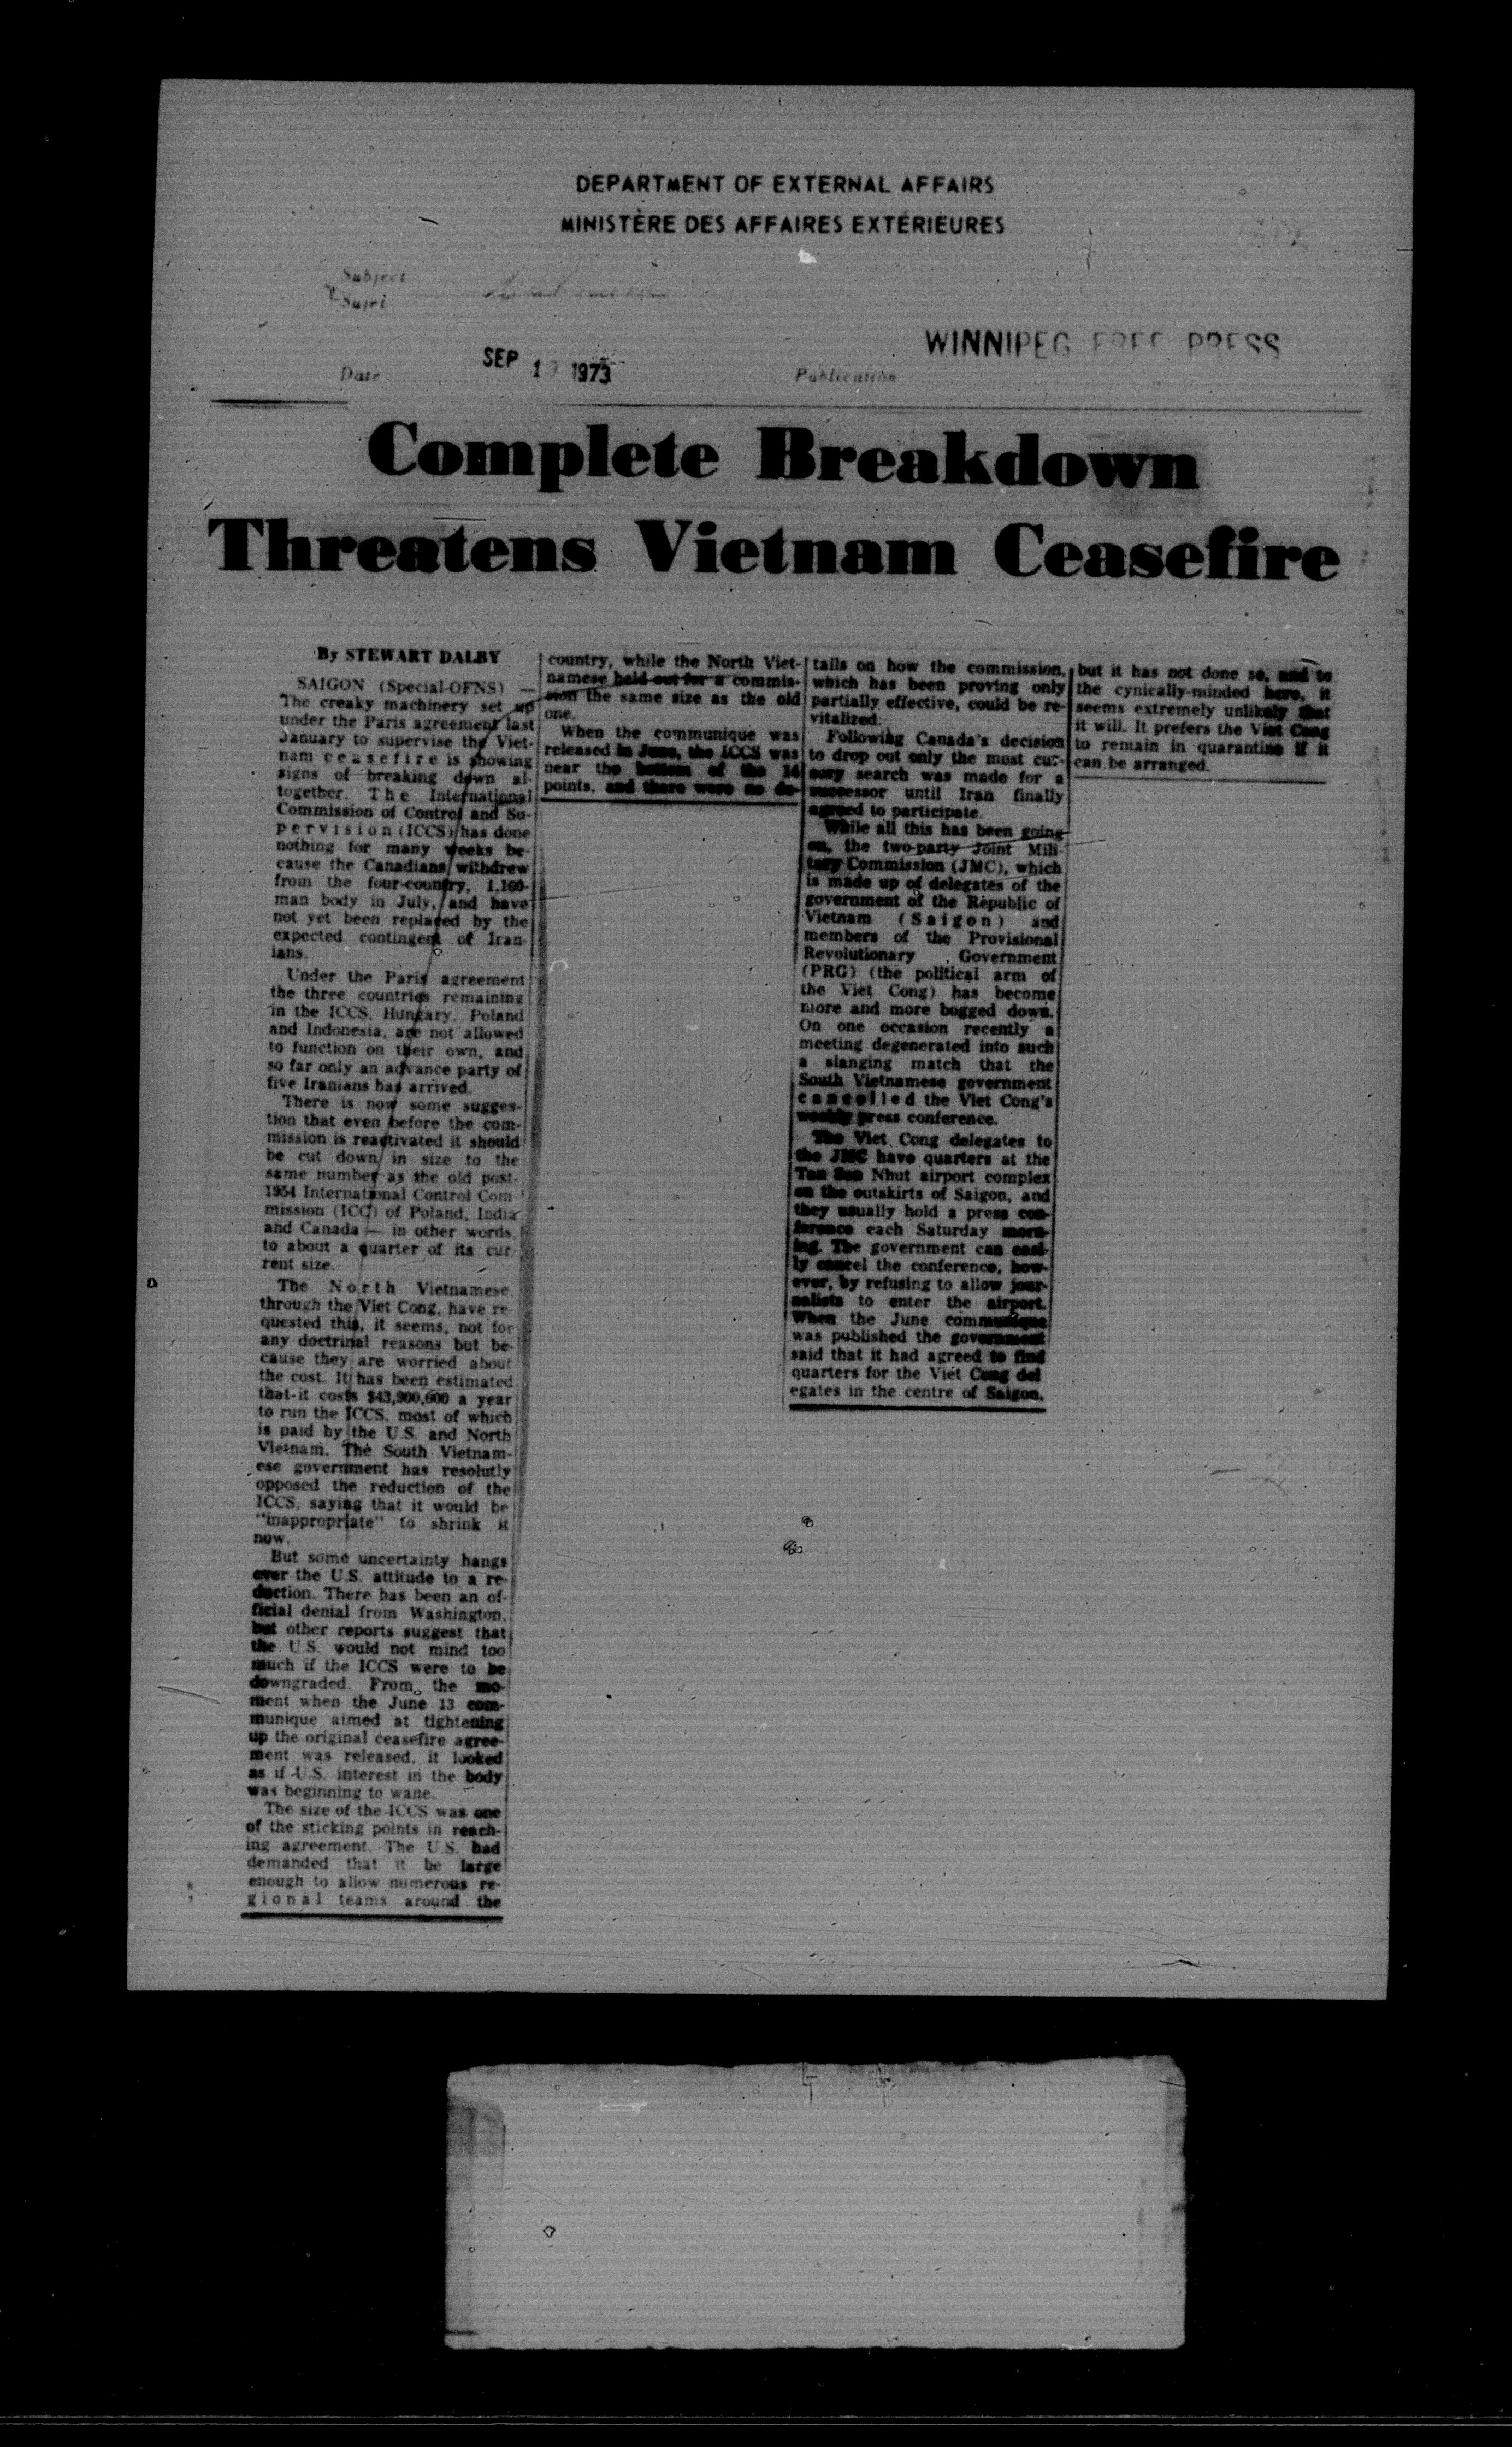 DEPARTMENT OF EXTERNAL AFFAIRS
MINISTÈRE DES AFFAIRES EXTÉRIEURES
Subject
Sujet
WINNIPEG FREE PRESS
SEP 1 1973
Date
Publication
Complete Breakdown
Threatens Vietnam Ceasefire
By STEWART DALBY
SAIGON (Special-OFNS) —
The creaky machinery set up
under the Paris agreement last
January to supervise the Viet-
nam ceasefire is showing
signs of breaking down al-
together. The International
Commission of Control and Su-
pervision (ICCS) has done
nothing for many weeks be-
cause the Canadians withdrew
from the four-country, 1,160-
man body in July, and have
not yet been replaced by the
expected contingent of Iran-
ians.
Under the Paris agreement
the three countries remaining
in the ICCS, Hungary, Poland
and Indonesia, are not allowed
to function on their own, and
so far only an advance party of
five Iranians has arrived.
There is now some sugges-
tion that even before the com-
mission is reactivated it should
be cut down in size to the
same number as the old post-
1954 International Control Com-
mission (ICC) of Poland, India
and Canada — in other words,
to about a quarter of its cur-
rent size.
The North Vietnamese,
through the Viet Cong, have re-
quested this, it seems, not for
any doctrinal reasons but be-
cause they are worried about
the cost. It has been estimated
that it costs $43,900,000 a year
to run the ICCS, most of which
is paid by the U.S. and North
Vietnam. The South Vietnam-
ese government has resolutly
opposed the reduction of the
ICCS, saying that it would be
"inappropriate" to shrink it
now.
But some uncertainty hangs
over the U.S. attitude to a re-
duction. There has been an of-
ficial denial from Washington,
but other reports suggest that
the U.S. would not mind too
much if the ICCS were to be
downgraded. From the mo-
ment when the June 13 com-
munique aimed at tightening
up the original ceasefire agree-
ment was released, it looked
as if U.S. interest in the body
was beginning to wane.
The size of the ICCS was one
of the sticking points in reach-
ing agreement. The U.S. had
demanded that it be large
enough to allow numerous re-
gional teams around the
country, while the North Viet-
namese held out for a commis-
sion the same size as the old
one.
When the communique was
released in June, the ICCS was
near the bottom of the 14
points, and there were no de-
tails on how the commission,
which has been proving only
partially effective, could be re-
vitalized.
Following Canada's decision
to drop out only the most cur-
sory search was made for a
successor until Iran finally
agreed to participate.
While all this has been going
on, the two-party Joint Mili-
tary Commission (JMC), which
is made up of delegates of the
government of the Republic of
Vietnam (Saigon) and
members of the Provisional
Revolutionary Government
(PRG) (the political arm of
the Viet Cong) has become
more and more bogged down.
On one occasion recently a
meeting degenerated into such
a slanging match that the
South Vietnamese government
cancelled the Viet Cong's
weekly press conference.
The Viet Cong delegates to
the JMC have quarters at the
Tan Son Nhut airport complex
on the outskirts of Saigon, and
they usually hold a press con-
ference each Saturday morn-
ing. The government can easi-
ly cancel the conference, how-
ever, by refusing to allow jour-
nalists to enter the airport.
When the June communique
was published the government
said that it had agreed to find
quarters for the Viet Cong del
egates in the centre of Saigon,
but it has not done so, and to
the cynically-minded here, it
seems extremely unlikely that
it will. It prefers the Viet Cong
to remain in quarantine if it
can be arranged.